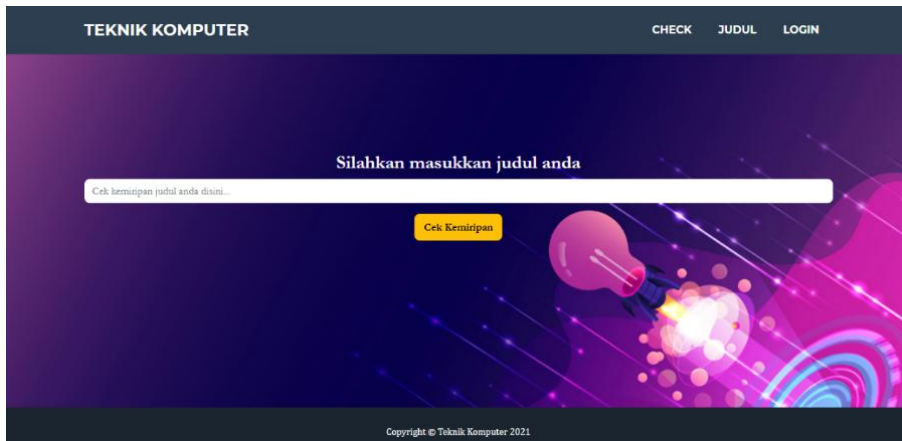 TEKNIK KOMPUTER
CHECK JUDUL LOGIN
Silahkan masukkan judul anda
Cek kemiripan judul anda disini...
Cek Kemiripan
Copyright © Teknik Komputer 2021